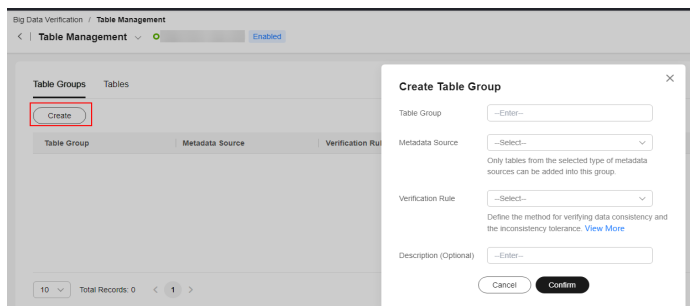 Big Data Verification / Table Management
Table Management
Enabled
Table Groups Tables
Create
Table Group Metadata Source Verification Rul
10 Total Records: 0 < 1 >
Create Table Group
Table Group --Enter--
Metadata Source --Select--
Only tables from the selected type of metadata
sources can be added into this group.
Verification Rule --Select--
Define the method for verifying data consistency and
the inconsistency tolerance. View More
Description (Optional) --Enter--
Cancel Confirm